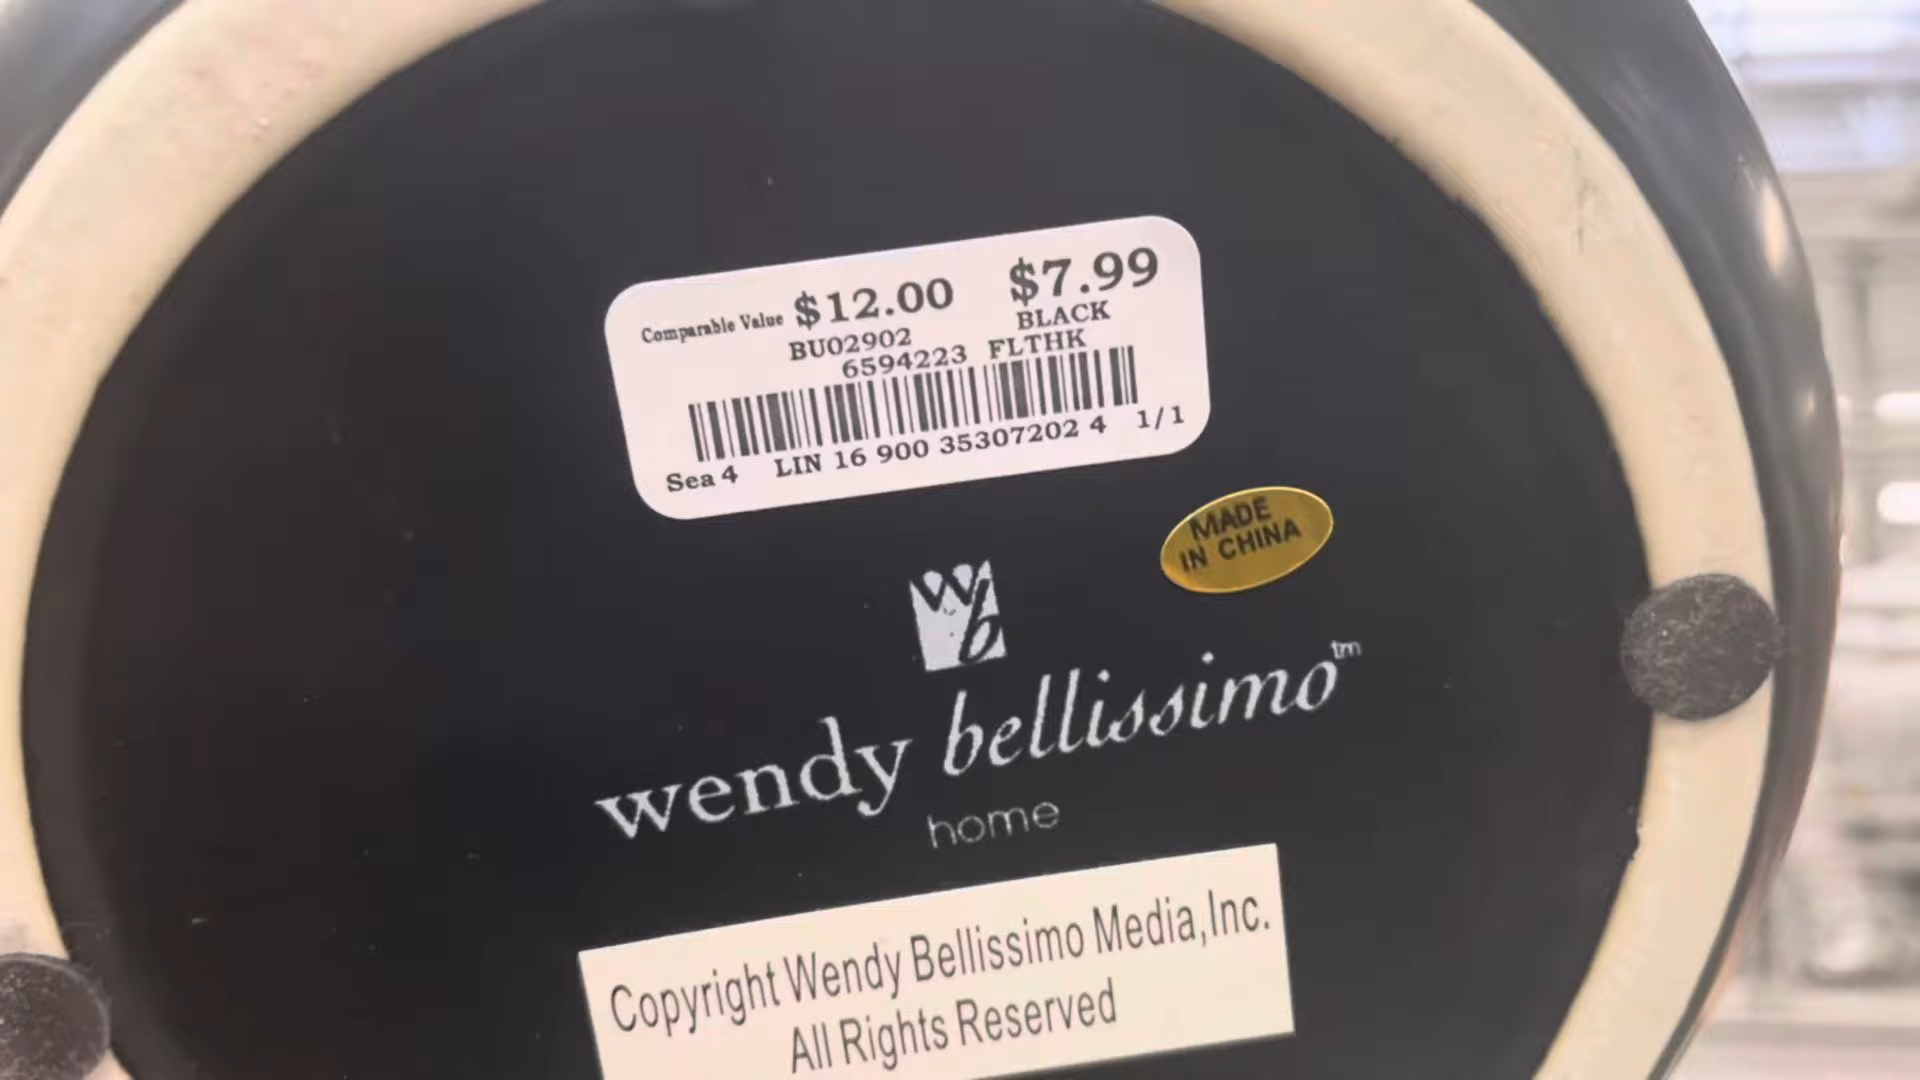 Comparable Value $12.00 $7.99
BU02902 BLACK
6594223 FLTHK
Sea 4 LIN 16 900 35307202 4 1/1
MADE
IN CHINA
wb
wendy bellissimo™
home
Copyright Wendy Bellissimo Media,Inc.
All Rights Reserved